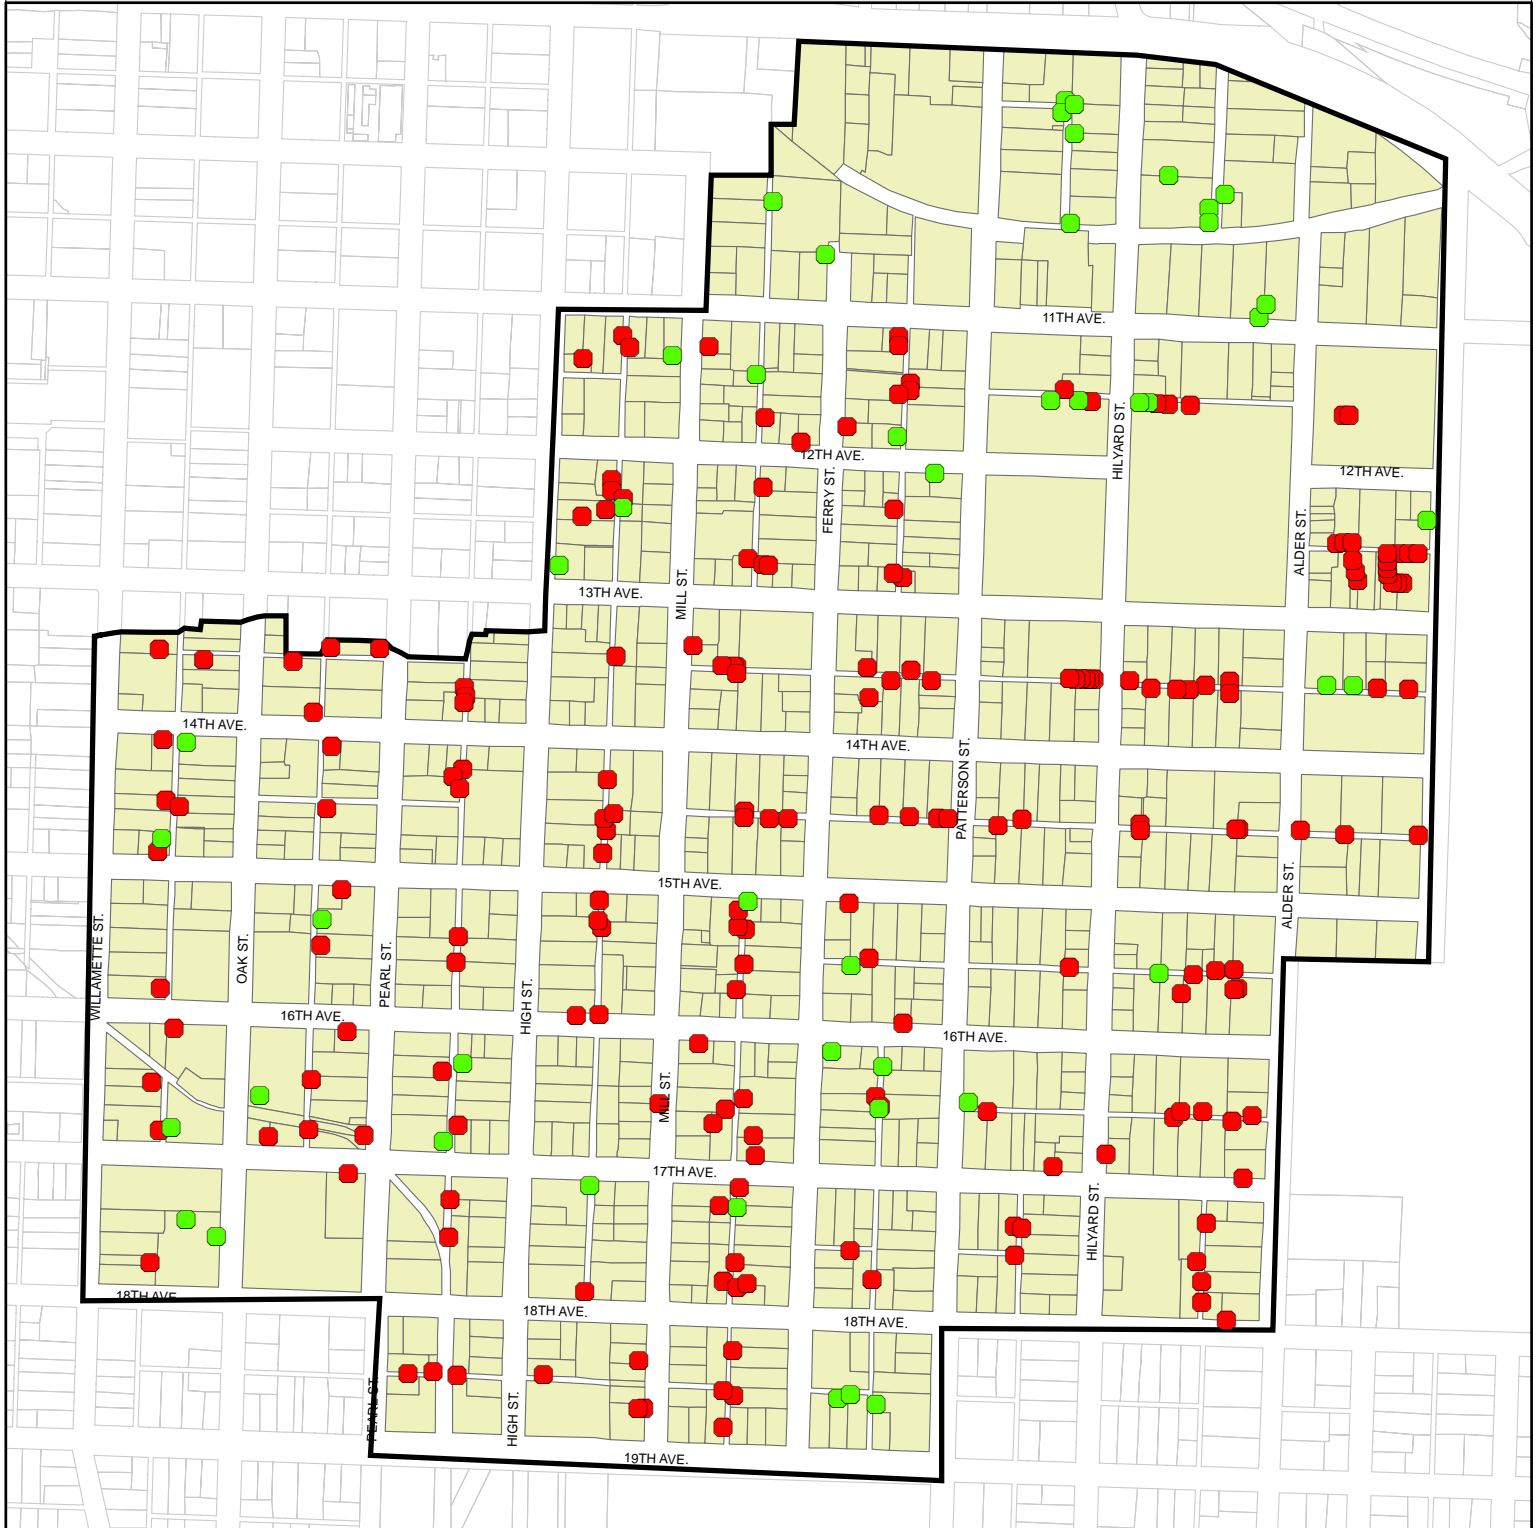 11TH AVE.
HILYARD ST.
12TH AVE.
12TH AVE.
FERRY ST.
ALDER ST.
MILL ST.
13TH AVE.
14TH AVE.
14TH AVE.
PATTERSON ST.
15TH AVE.
ALDER ST.
WILLAMETTE ST.
OAK ST.
PEARL ST.
HIGH ST.
16TH AVE.
16TH AVE.
MILL ST.
17TH AVE.
HILYARD ST.
18TH AVE
18TH AVE.
18TH AVE.
PEARL ST.
HIGH ST.
19TH AVE.